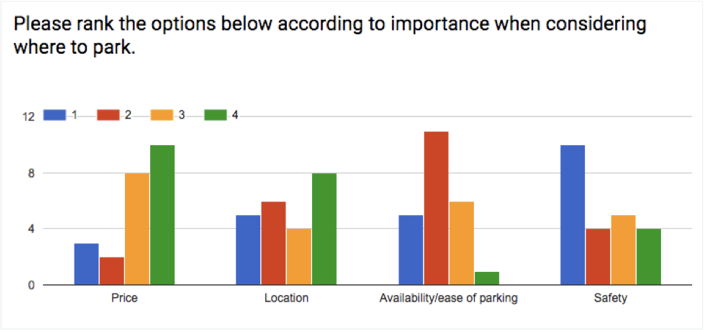 Please rank the options below according to importance when considering
where to park.
12 1 2 3 4
8
4
0
Price Location Availability/ease of parking Safety